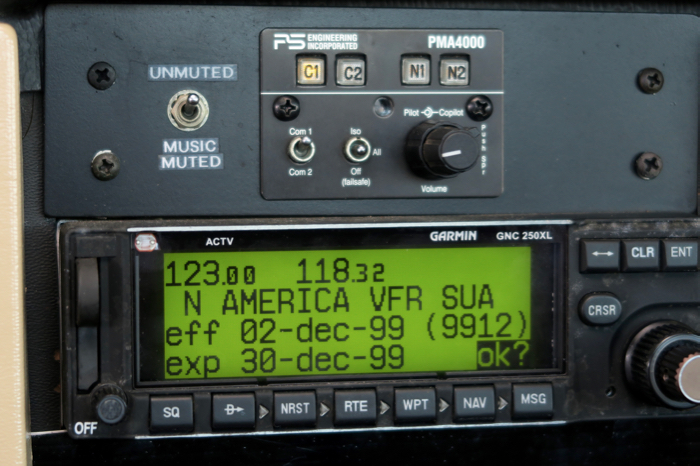 PS ENGINEERING INCORPORATED PMA4000
C1 C2 N1 N2
UNMUTED
MUSIC
MUTED
Pilot Copilot
Com 1
Com 2
Iso
All
Off
(failsafe)
Volume
Push Spr
ACTV GARMIN GNC 250XL
123.00 118.32
N AMERICA VFR SUA
eff 02-dec-99 (9912)
exp 30-dec-99 ok?
CLR ENT
CRSR
OFF
SQ D NRST RTE WPT NAV MSG